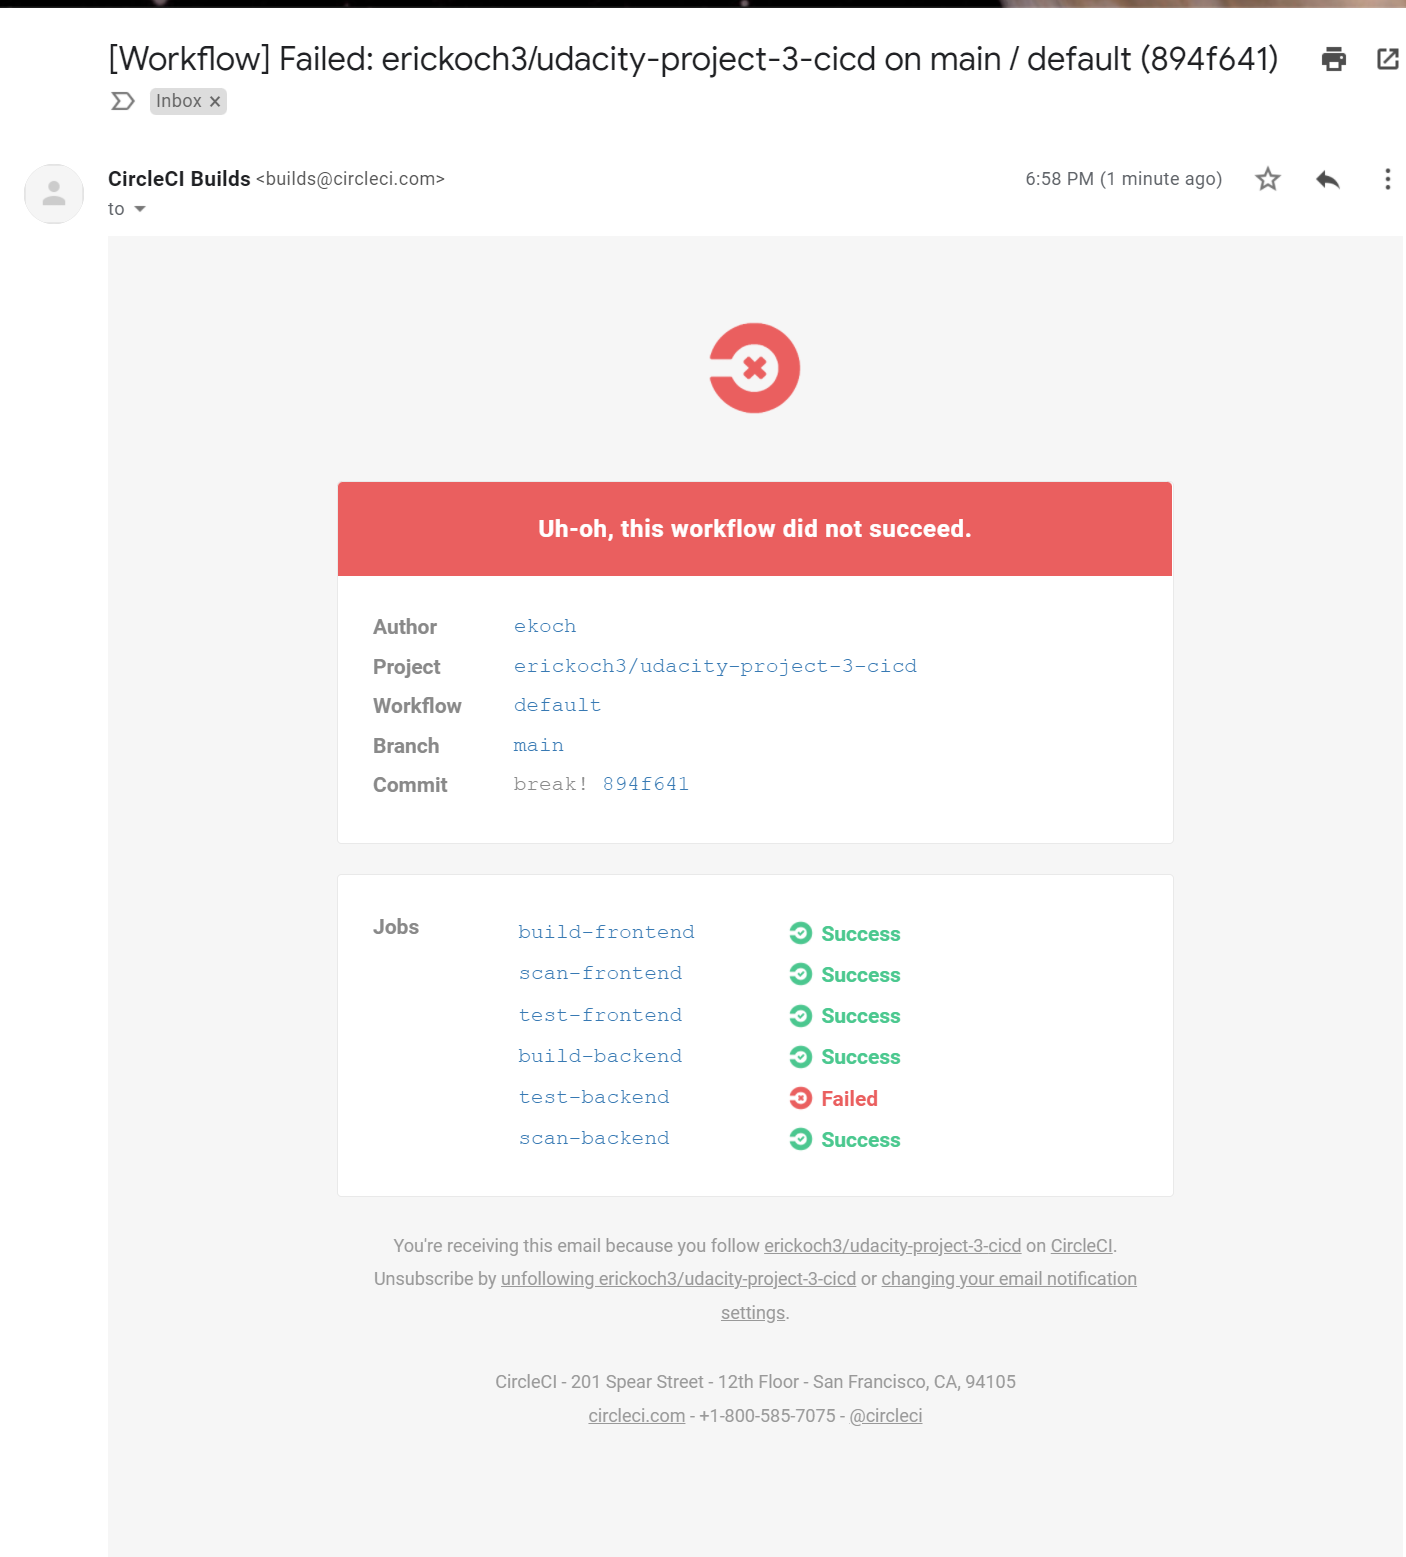 [Workflow] Failed: erickoch3/udacity-project-3-cicd on main / default (894f641)
Inbox ×
CircleCI Builds <builds@circleci.com>
6:58 PM (1 minute ago)
to
Uh-oh, this workflow did not succeed.
Author ekoch
Project erickoch3/udacity-project-3-cicd
Workflow default
Branch main
Commit break! 894f641
Jobs build-frontend Success
scan-frontend Success
test-frontend Success
build-backend Success
test-backend Failed
scan-backend Success
You're receiving this email because you follow erickoch3/udacity-project-3-cicd on CircleCI.
Unsubscribe by unfollowing erickoch3/udacity-project-3-cicd or changing your email notification
settings.
CircleCI - 201 Spear Street - 12th Floor - San Francisco, CA, 94105
circleci.com - +1-800-585-7075 - @circleci